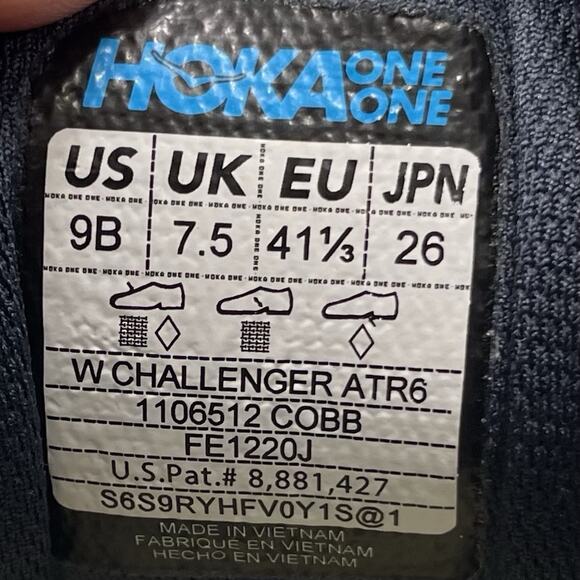 HOKA ONE ONE
US UK EU JPN
9B 7.5 41⅓ 26
W CHALLENGER ATR6
1106512 COBB
FE1220J
U.S.Pat.# 8,881,427
S6S9RYHFV0Y1S@1
MADE IN VIETNAM
FABRIQUE EN VIETNAM
HECHO EN VIETNAM